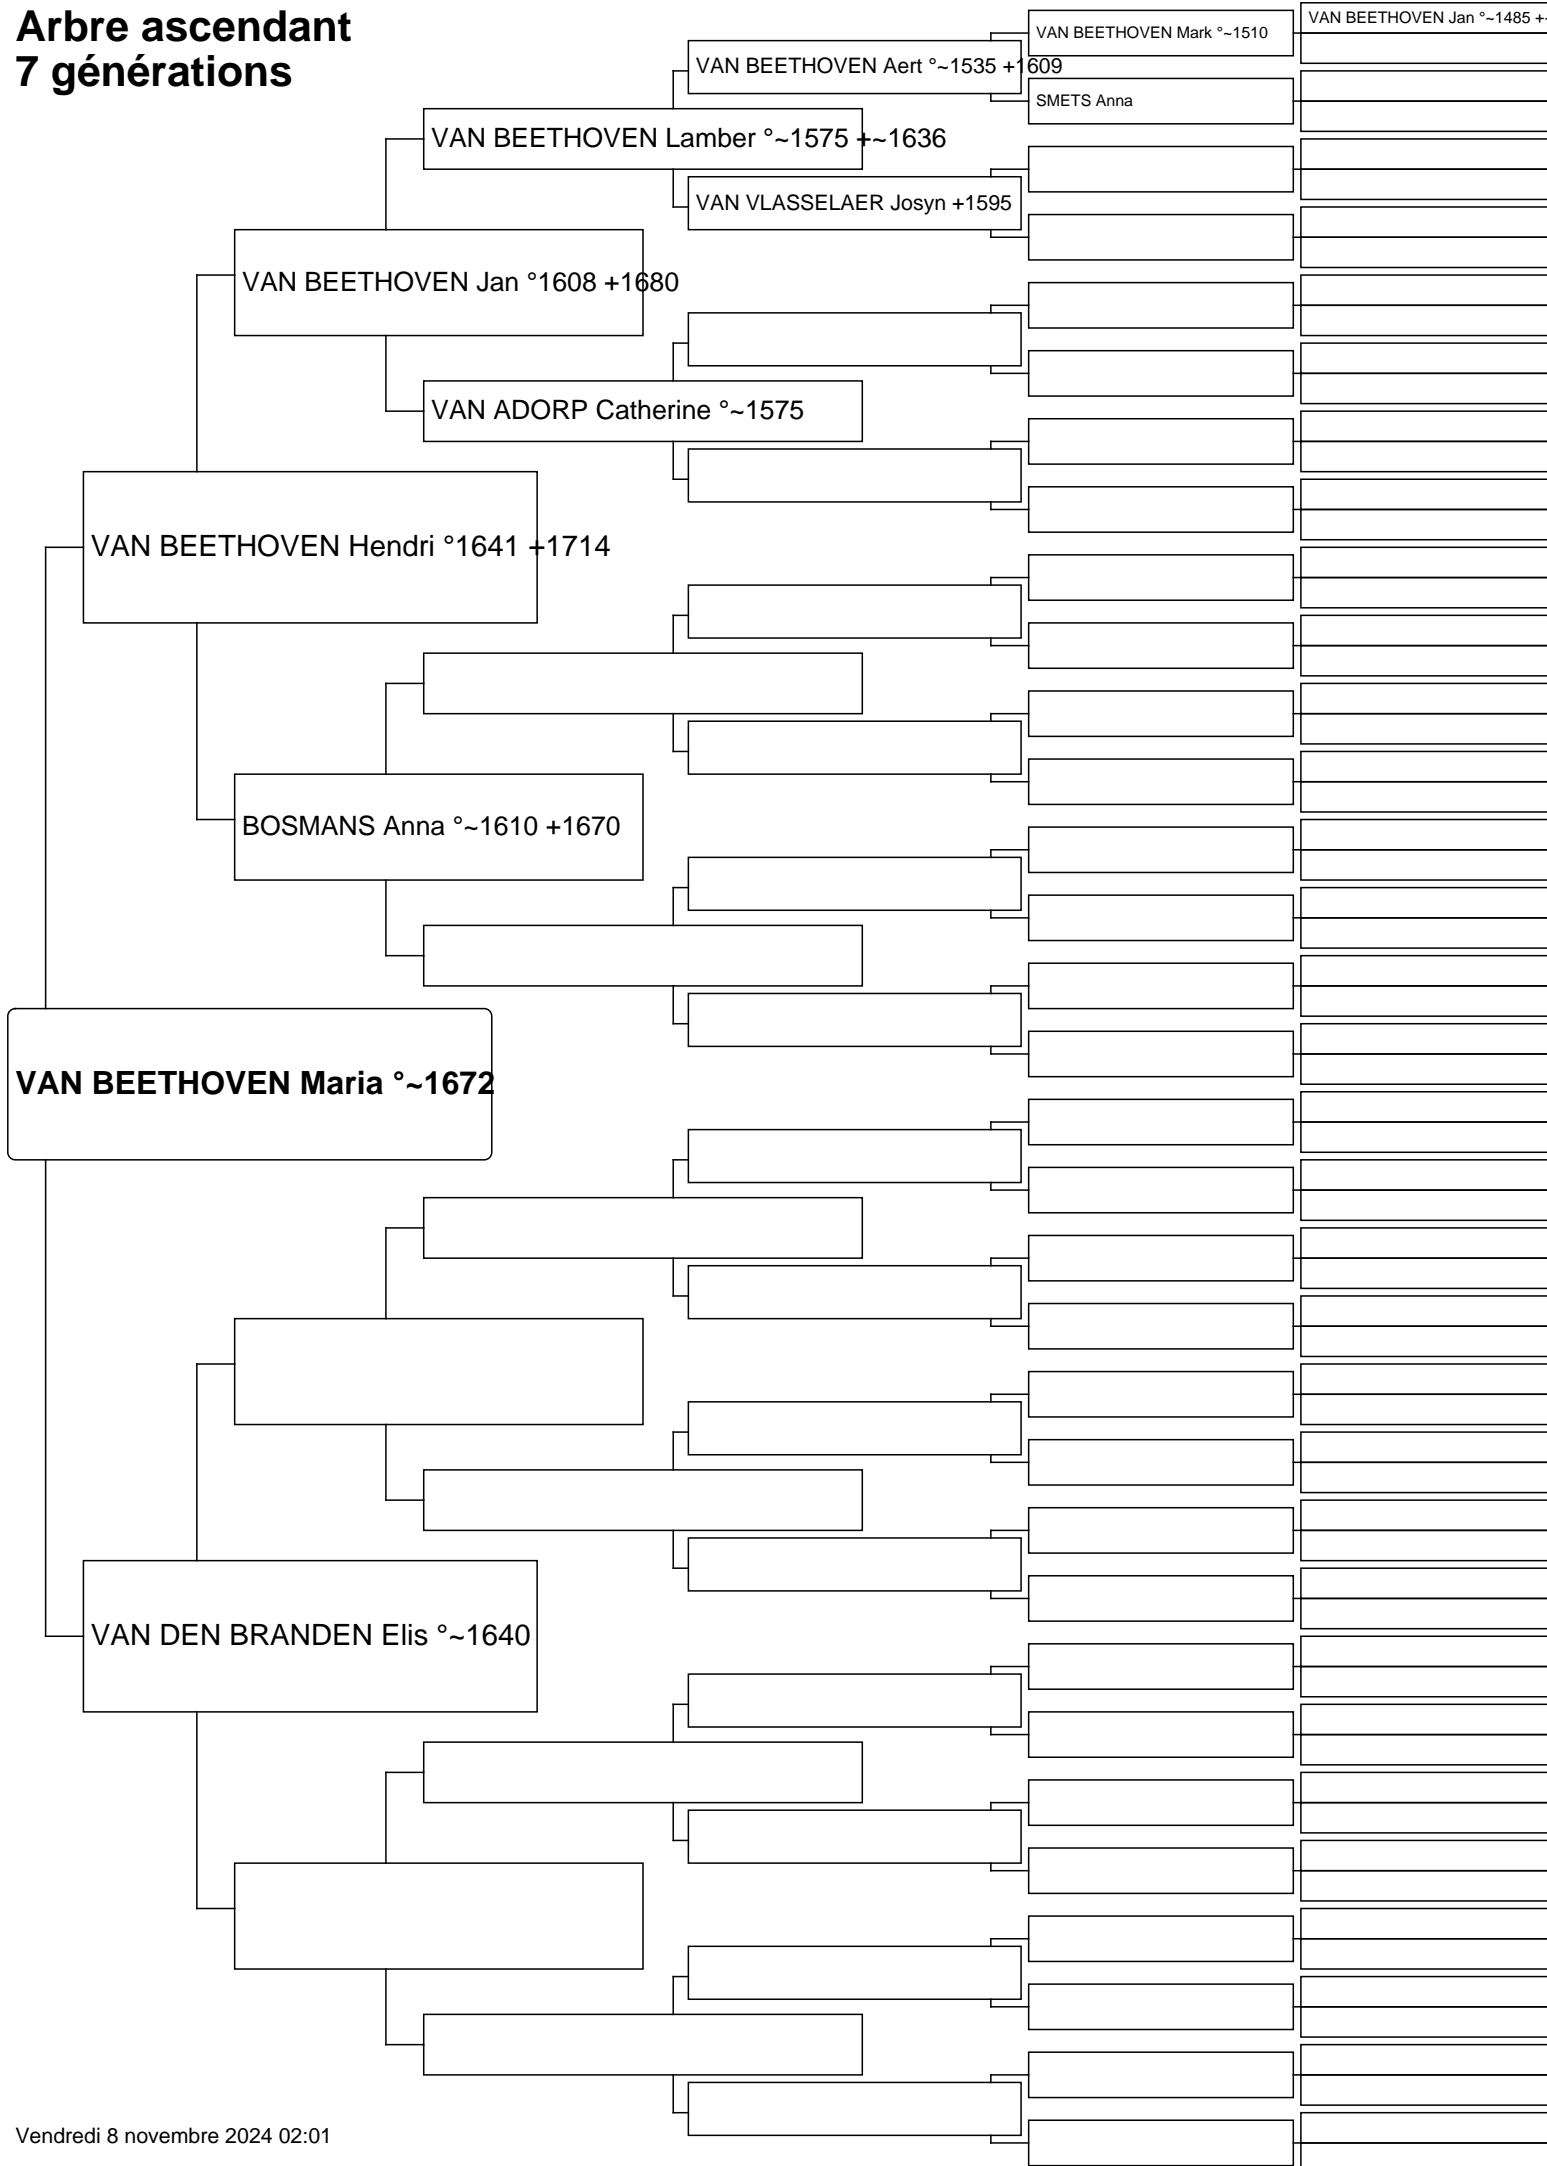 Arbre ascendant
7 générations
VAN BEETHOVEN Jan °~1485 +
VAN BEETHOVEN Mark °~1510
VAN BEETHOVEN Aert °~1535 +1609
SMETS Anna
VAN BEETHOVEN Lamber °~1575 +~1636
VAN VLASSELAER Josyn +1595
VAN BEETHOVEN Jan °1608 +1680
VAN ADORP Catherine °~1575
VAN BEETHOVEN Hendri °1641 +1714
BOSMANS Anna °~1610 +1670
VAN BEETHOVEN Maria °~1672
VAN DEN BRANDEN Elis °~1640
Vendredi 8 novembre 2024 02:01